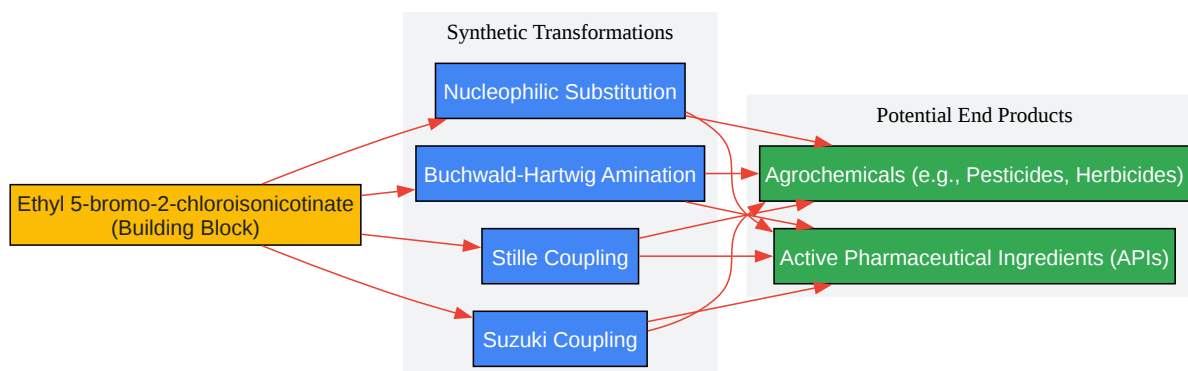 Synthetic Transformations
Nucleophilic Substitution
Potential End Products
Buchwald-Hartwig Amination
Agrochemicals (e.g., Pesticides, Herbicides)
Ethyl 5-bromo-2-chloroisonicotinate
(Building Block)
Stille Coupling
Active Pharmaceutical Ingredients (APIs)
Suzuki Coupling